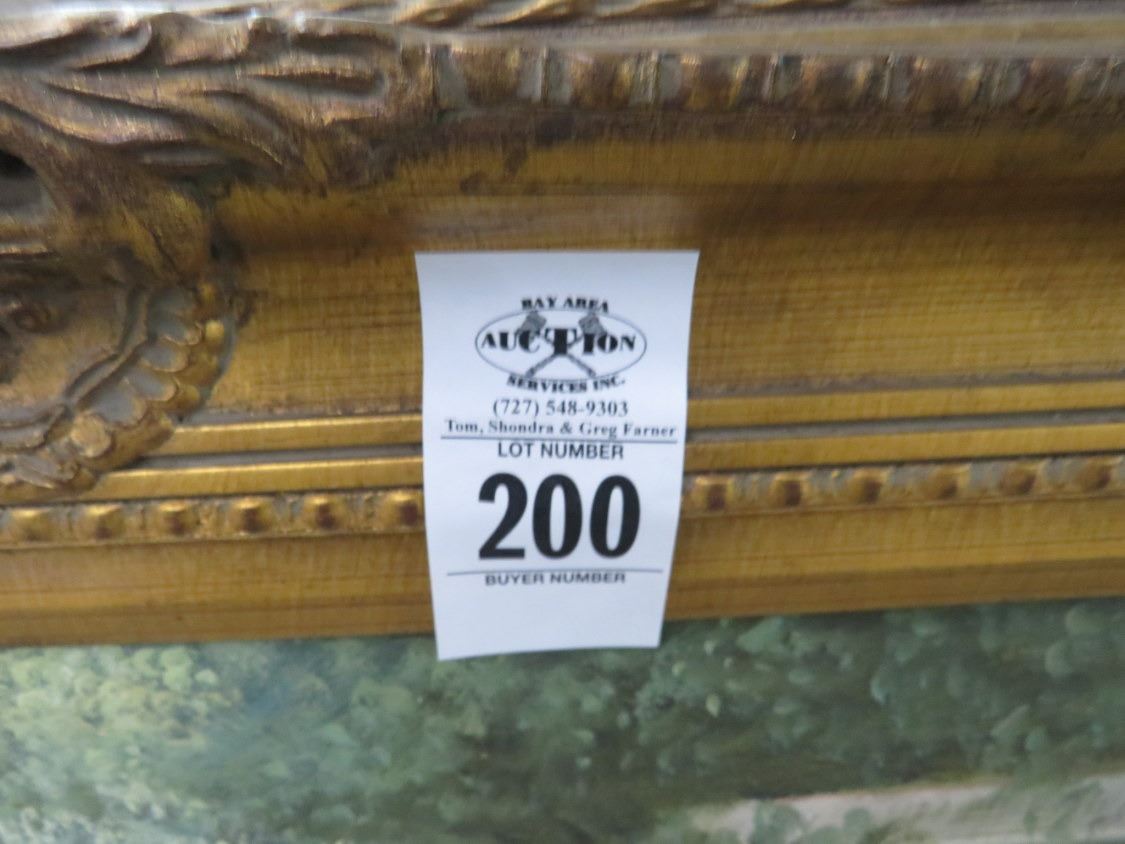 BAY AREA
AUCTION
SERVICES INC.
(727) 548-9303
Tom, Shondra & Greg Farner
LOT NUMBER
200
BUYER NUMBER